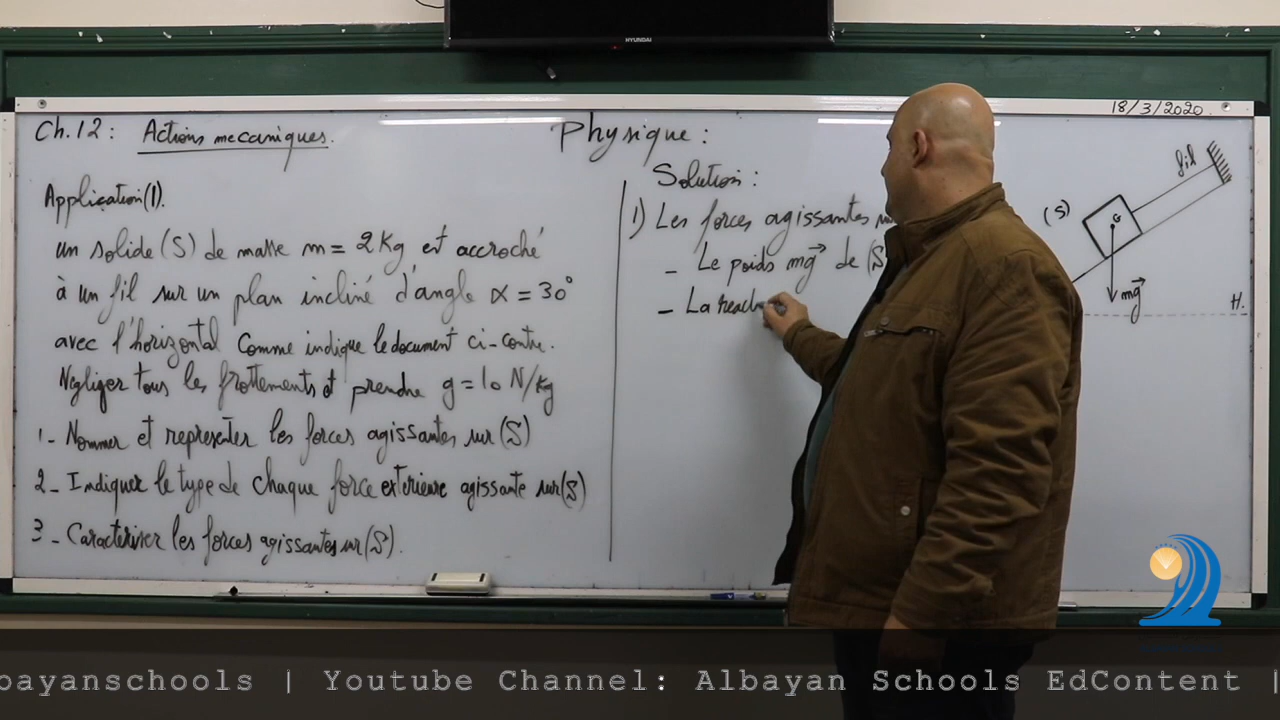 HYUNDAI
18/3/2020
Ch.12: Actions mecaniques.
Physique:
Application(1).
un solide (S) de masse m = 2 Kg et accroché
à un fil sur un plan incliné d'angle α = 30°
avec l'horizontal comme indique le document ci-contre.
Négliger tous les frottements et prendre g = 10 N/Kg
1- Nommer et representer les forces agissantes sur (S)
2- Indiquer le type de chaque force exterieure agissante sur (S)
3- Caracteriser les forces agissantes sur (S).
Solution:
1) Les forces agissantes
- Le poids mg⃗ de (S
- La react
fil
(S)
G
mg⃗
H.
bayanschools | Youtube Channel: Albayan Schools EdContent |